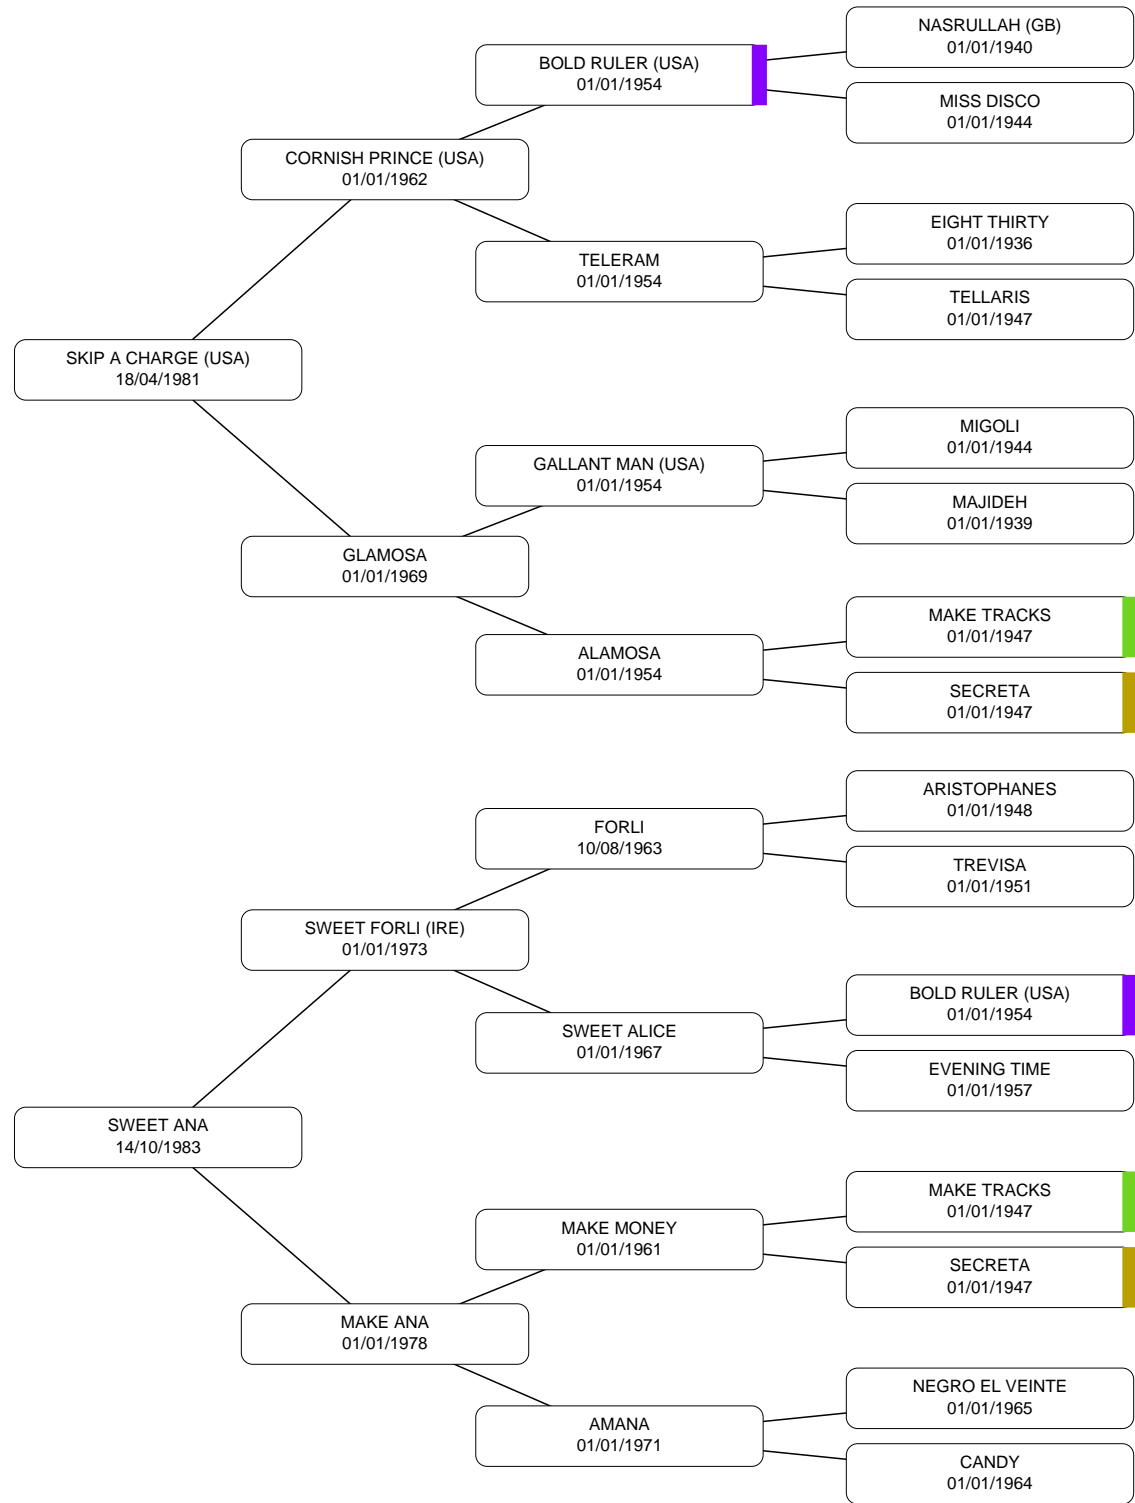 NASRULLAH (GB)
01/01/1940
BOLD RULER (USA)
01/01/1954
MISS DISCO
01/01/1944
CORNISH PRINCE (USA)
01/01/1962
EIGHT THIRTY
01/01/1936
TELERAM
01/01/1954
TELLARIS
01/01/1947
SKIP A CHARGE (USA)
18/04/1981
MIGOLI
01/01/1944
GALLANT MAN (USA)
01/01/1954
MAJIDEH
01/01/1939
GLAMOSA
01/01/1969
MAKE TRACKS
01/01/1947
ALAMOSA
01/01/1954
SECRETA
01/01/1947
ARISTOPHANES
01/01/1948
FORLI
10/08/1963
TREVISA
01/01/1951
SWEET FORLI (IRE)
01/01/1973
BOLD RULER (USA)
01/01/1954
SWEET ALICE
01/01/1967
EVENING TIME
01/01/1957
SWEET ANA
14/10/1983
MAKE TRACKS
01/01/1947
MAKE MONEY
01/01/1961
SECRETA
01/01/1947
MAKE ANA
01/01/1978
NEGRO EL VEINTE
01/01/1965
AMANA
01/01/1971
CANDY
01/01/1964